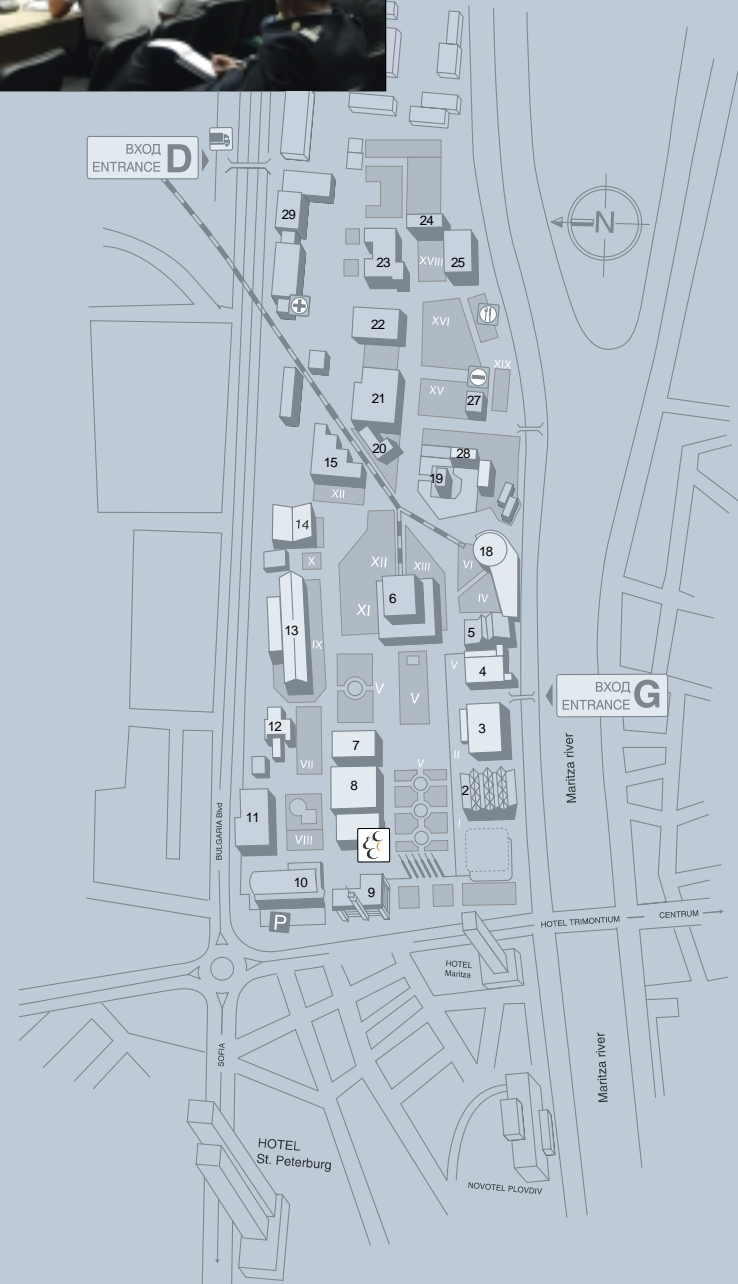 ВХОД
ENTRANCE D
N
29
24
23
XVIII
25
22
XVI
XIX
21
XV
27
20
28
15
19
XII
14
18
X
XII
XIII
VI
6
IV
XI
13
5
IX
V
4
V
V
ВХОД
ENTRANCE G
12
3
7
II
VII
V
8
2
Maritza river
11
I
BULGARIA Blvd
VIII
10
9
P
HOTEL TRIMONTIUM
CENTRUM
HOTEL
Maritza
SOFIA
Maritza river
HOTEL
St. Peterburg
NOVOTEL PLOVDIV